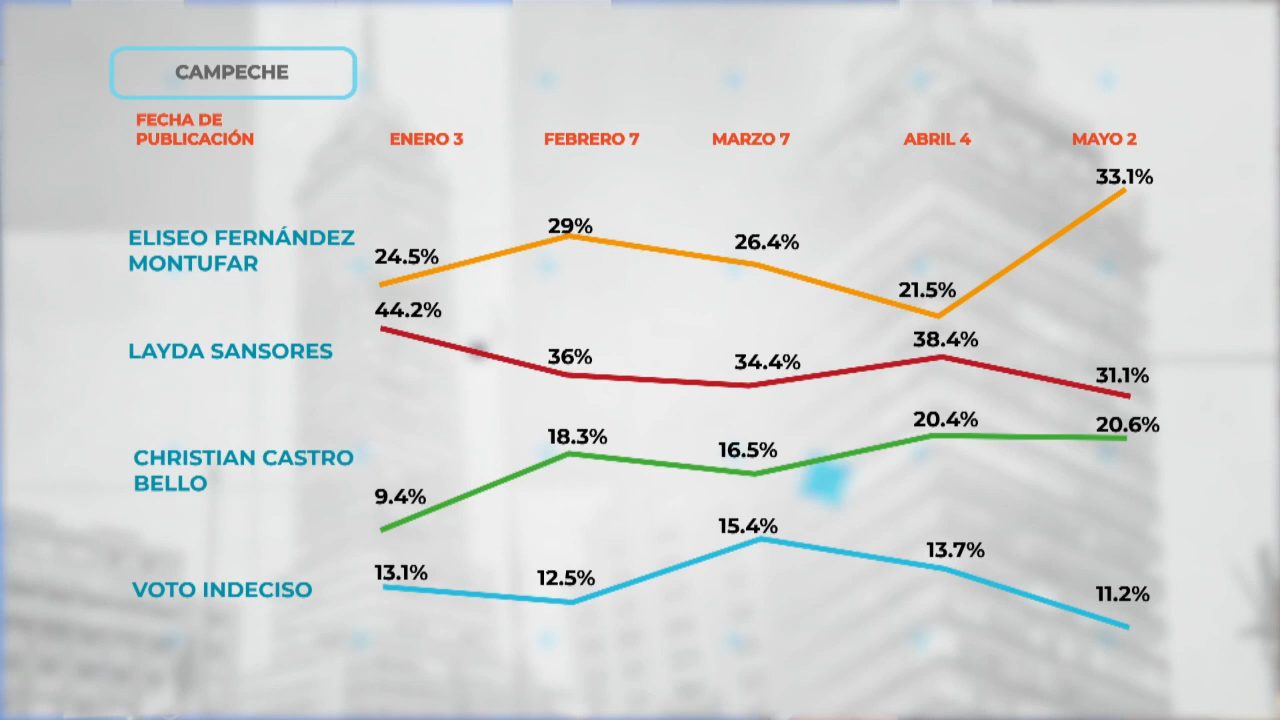 CAMPECHE
FECHA DE
PUBLICACIÓN
ENERO 3
FEBRERO 7
MARZO 7
ABRIL 4
MAYO 2
ELISEO FERNÁNDEZ
MONTUFAR
24.5%
29%
26.4%
21.5%
33.1%
LAYDA SANSORES
44.2%
36%
34.4%
38.4%
31.1%
CHRISTIAN CASTRO
BELLO
9.4%
18.3%
16.5%
20.4%
20.6%
VOTO INDECISO
13.1%
12.5%
15.4%
13.7%
11.2%